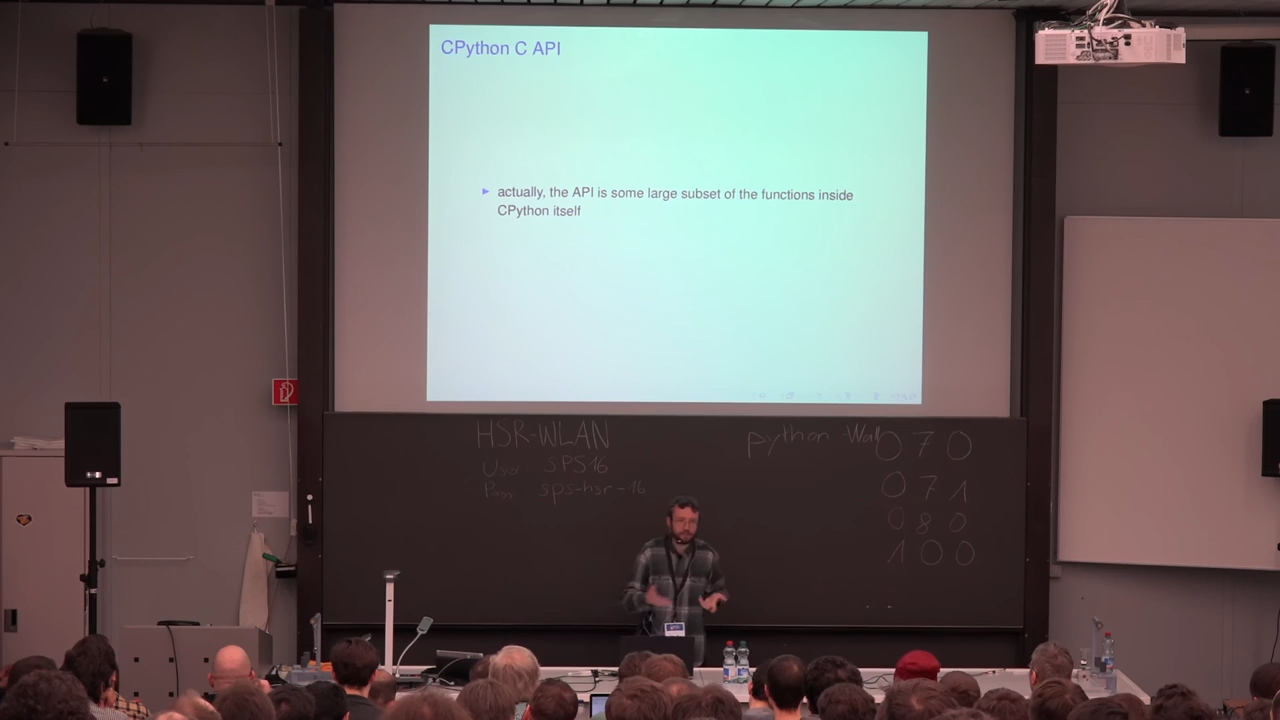 CPython C API
actually, the API is some large subset of the functions inside
CPython itself
HSR-WLAN
User: SPS16
Pass: sps-hsr-16
Python-Wall
070
071
080
100